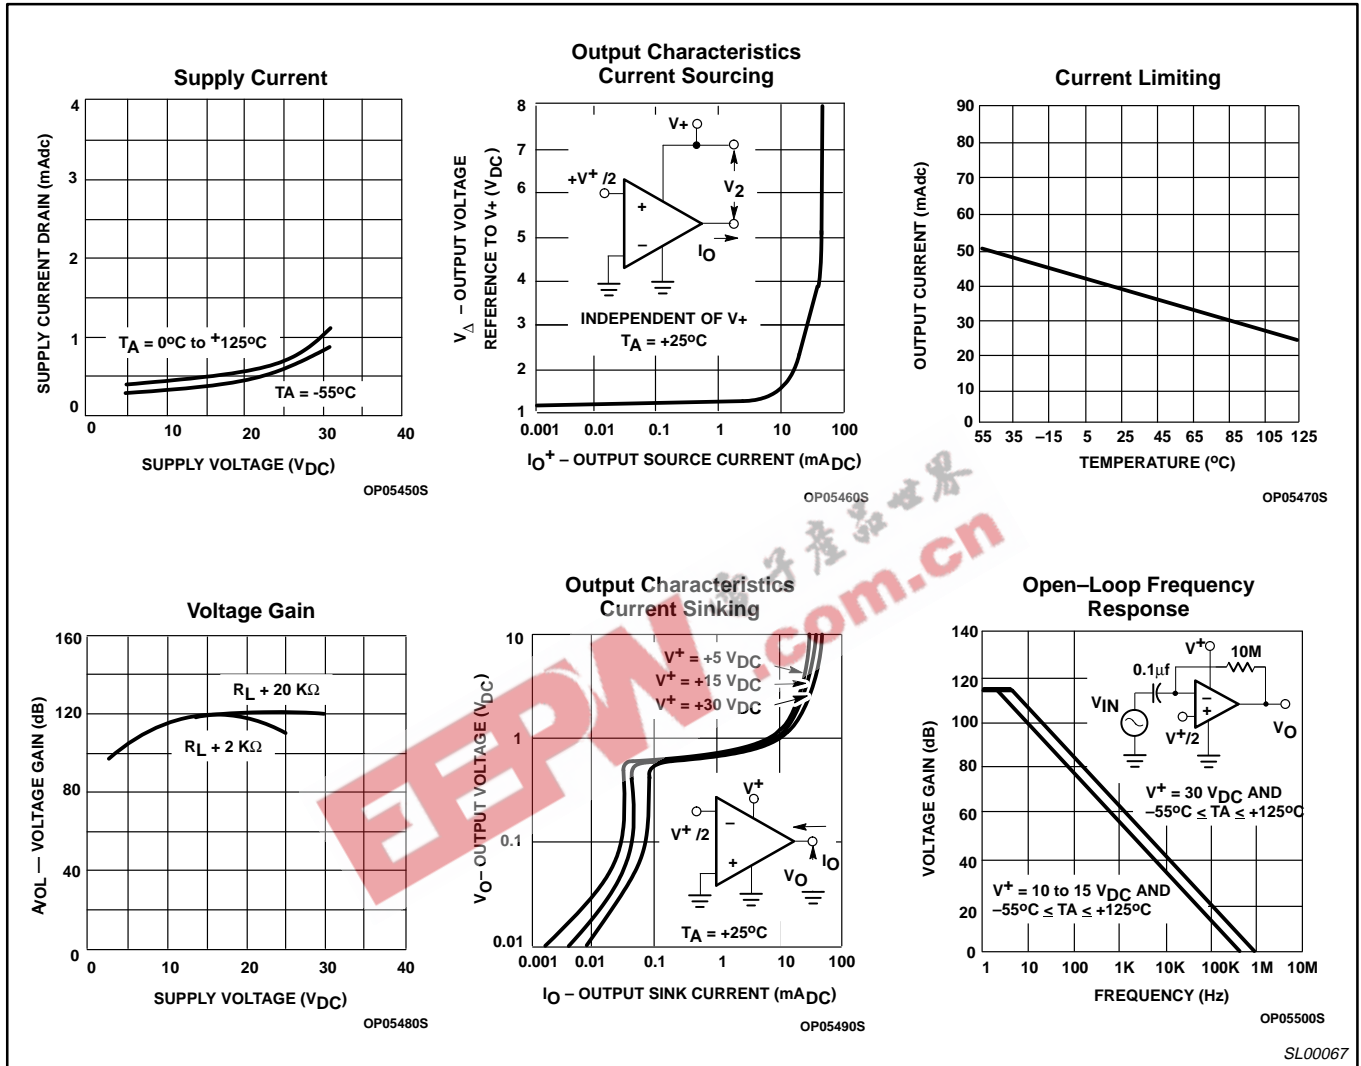 Supply Current
SUPPLY CURRENT DRAIN (mAdc)
4
3
2
1
0
TA = 0°C to +125°C
TA = -55°C
0 10 20 30 40
SUPPLY VOLTAGE (VDC)
OP05450S
Output Characteristics
Current Sourcing
V∆ – OUTPUT VOLTAGE
REFERENCE TO V+ (VDC)
8
7
6
5
4
3
2
1
V+
+V+ /2
+
–
V2
IO
INDEPENDENT OF V+
TA = +25°C
0.001 0.01 0.1 1 10 100
IO+ – OUTPUT SOURCE CURRENT (mADC)
OP05460S
Current Limiting
OUTPUT CURRENT (mAdc)
90
80
70
60
50
40
30
20
10
0
55 35 –15 5 25 45 65 85 105 125
TEMPERATURE (°C)
OP05470S
電子産品世界
EEPW.com.cn
Voltage Gain
AVOL — VOLTAGE GAIN (dB)
160
120
80
40
0
RL + 20 KΩ
RL + 2 KΩ
0 10 20 30 40
SUPPLY VOLTAGE (VDC)
OP05480S
Output Characteristics
Current Sinking
VO– OUTPUT VOLTAGE (VDC)
10
1
0.1
0.01
V+ = +5 VDC
V+ = +15 VDC
V+ = +30 VDC
V+
V+ /2
–
+
IO
VO
TA = +25°C
0.001 0.01 0.1 1 10 100
IO – OUTPUT SINK CURRENT (mADC)
OP05490S
Open–Loop Frequency
Response
VOLTAGE GAIN (dB)
140
120
100
80
60
40
20
0
V+
10M
0.1µf
VIN
–
+
V+/2
VO
V+ = 30 VDC AND
–55°C ≤ TA ≤ +125°C
V+ = 10 to 15 VDC AND
–55°C ≤ TA ≤ +125°C
1 10 100 1K 10K 100K 1M 10M
FREQUENCY (Hz)
OP05500S
SL00067